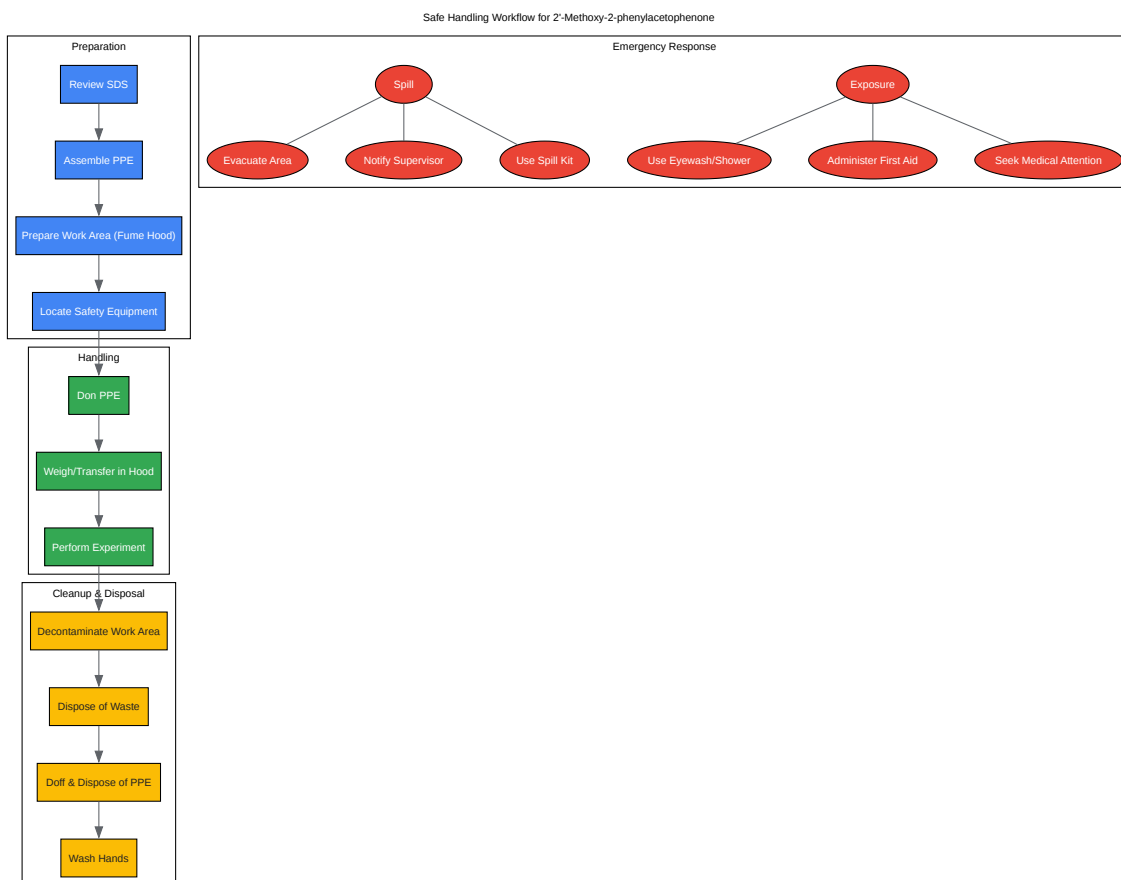 Safe Handling Workflow for 2'-Methoxy-2-phenylacetophenone
Preparation
Review SDS
Assemble PPE
Prepare Work Area (Fume Hood)
Locate Safety Equipment
Handling
Don PPE
Weigh/Transfer in Hood
Perform Experiment
Cleanup & Disposal
Decontaminate Work Area
Dispose of Waste
Doff & Dispose of PPE
Wash Hands
Emergency Response
Spill
Evacuate Area
Notify Supervisor
Use Spill Kit
Exposure
Use Eyewash/Shower
Administer First Aid
Seek Medical Attention